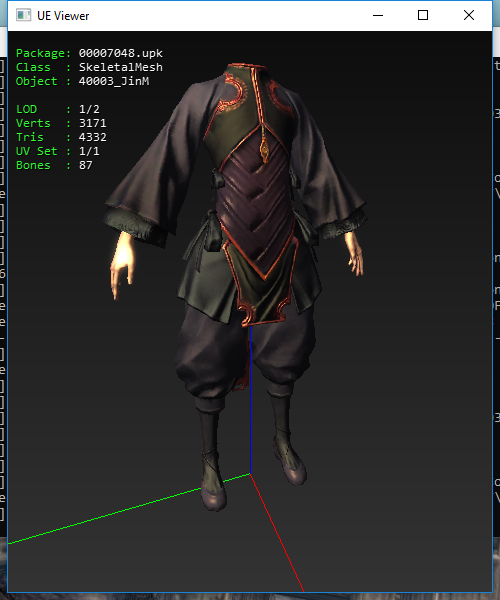 UE Viewer
Package: 00007048.upk
Class : SkeletalMesh
Object : 40003_JinM
LOD : 1/2
Verts : 3171
Tris : 4332
UV Set : 1/1
Bones : 87